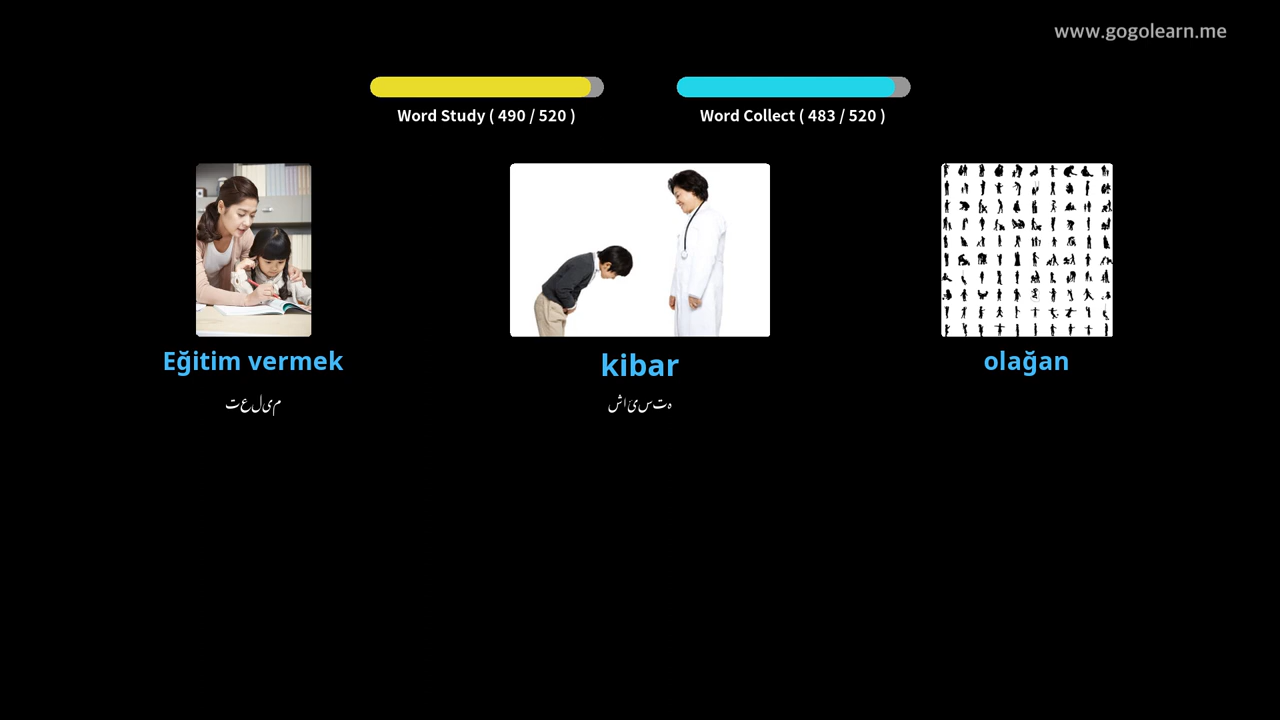 www.gogolearn.me
Word Study ( 490 / 520 )
Word Collect ( 483 / 520 )
Eğitim vermek
kibar
olağan
تعلیم
شائستہ